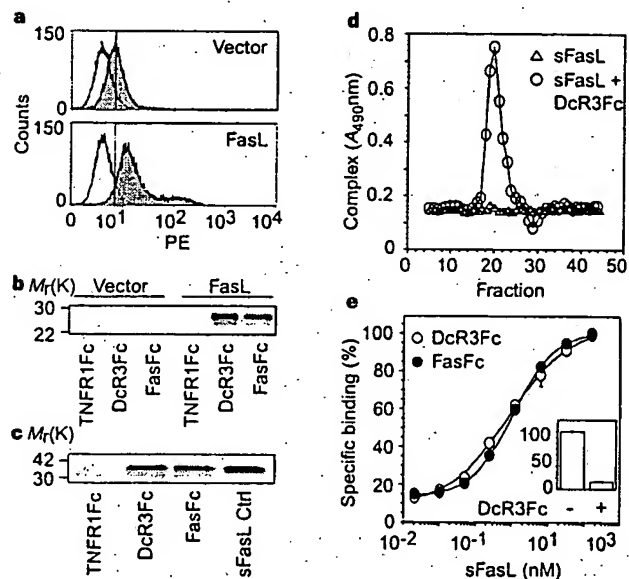 a
150
Vector
0
150
FasL
0
Counts
0 10¹ 10² 10³ 10⁴
PE
b Mr(K) Vector FasL
30
22
TNFR1Fc
DcR3Fc
FasFc
TNFR1Fc
DcR3Fc
FasFc
c Mr(K)
42
30
TNFR1Fc
DcR3Fc
FasFc
sFasL Ctrl
d
0.8
0.6
0.4
0.2
0
Complex (A490nm)
sFasL
sFasL +
DcR3Fc
10 20 30 40 50
Fraction
e
100
80
60
40
20
0
Specific binding (%)
DcR3Fc
FasFc
100
50
0
DcR3Fc - +
10⁻² 10⁻¹ 10¹ 10³
sFasL (nM)